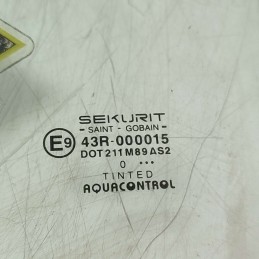 SEKURIT
SAINT - GOBAIN
E9 43R-000015
DOT211M89AS2
0 •••
TINTED
AQUACONTROL